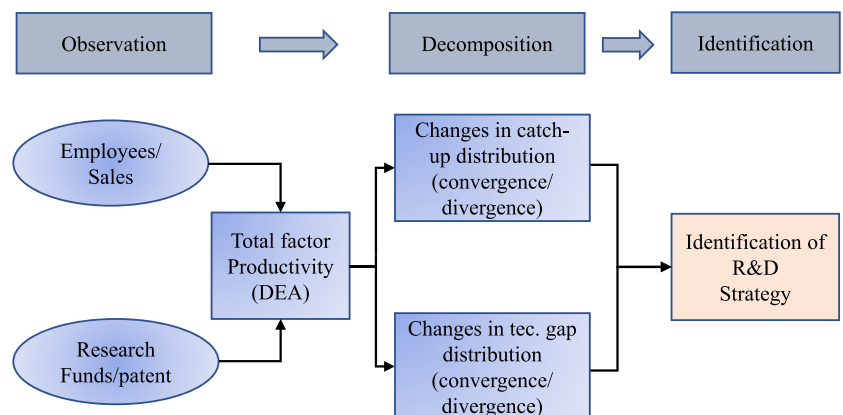 Observation
Decomposition
Identification
Employees/
Sales
Changes in catch-
up distribution
(convergence/
divergence)
Total factor
Productivity
(DEA)
Identification of
R&D
Strategy
Research
Funds/patent
Changes in tec. gap
distribution
(convergence/
divergence)